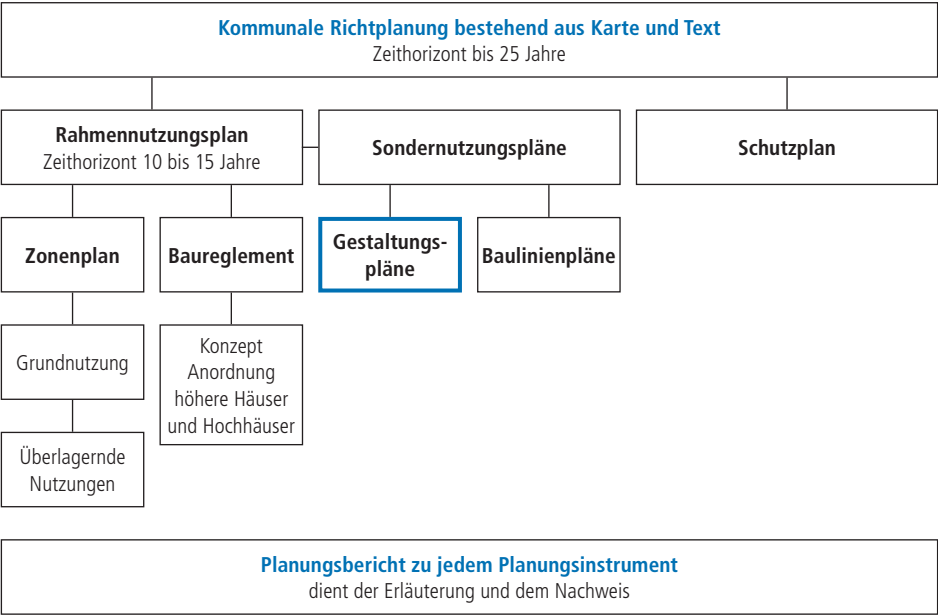 Kommunale Richtplanung bestehend aus Karte und Text
Zeithorizont bis 25 Jahre
Rahmennutzungsplan
Zeithorizont 10 bis 15 Jahre
Sondernutzungspläne
Schutzplan
Zonenplan
Baureglement
Gestaltungs-
pläne
Baulinienpläne
Grundnutzung
Konzept
Anordnung
höhere Häuser
und Hochhäuser
Überlagernde
Nutzungen
Planungsbericht zu jedem Planungsinstrument
dient der Erläuterung und dem Nachweis